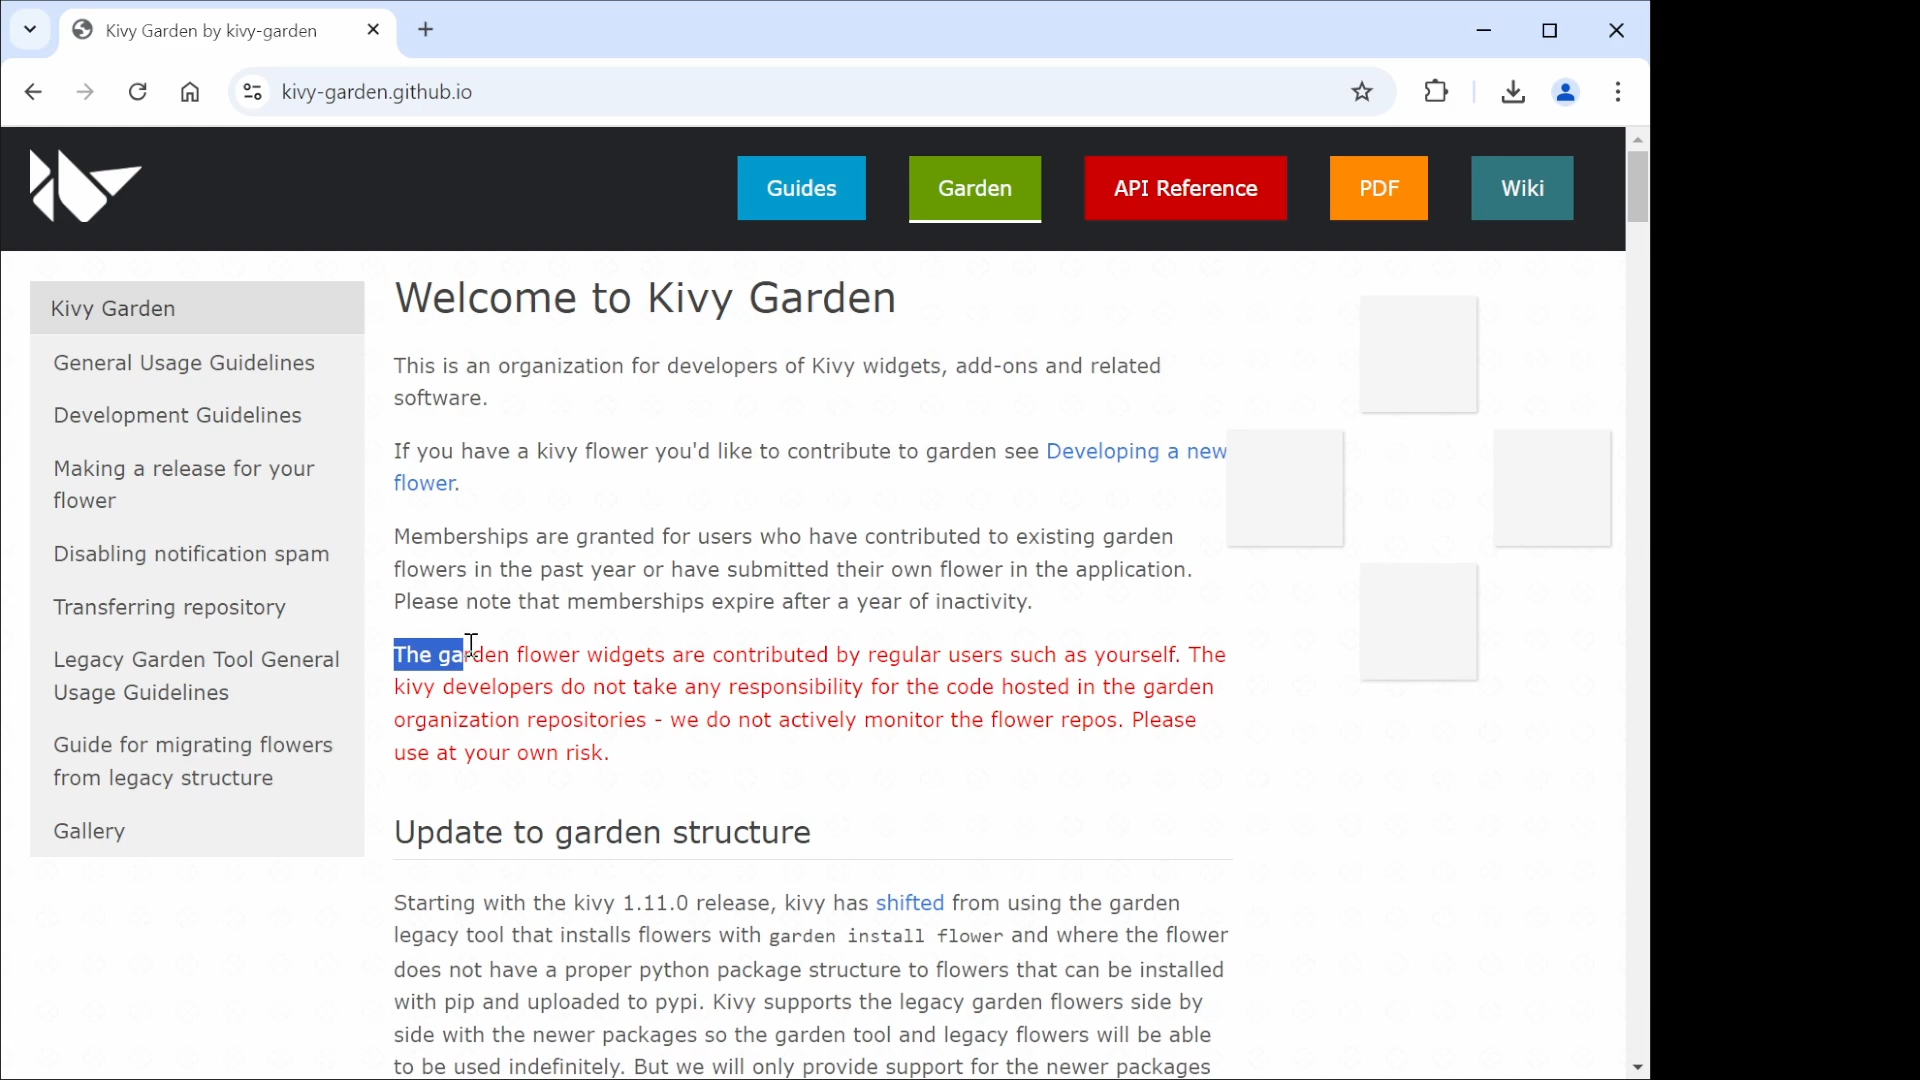 Kivy Garden by kivy-garden
kivy-garden.github.io
Guides
Garden
API Reference
PDF
Wiki
Kivy Garden
General Usage Guidelines
Development Guidelines
Making a release for your
flower
Disabling notification spam
Transferring repository
Legacy Garden Tool General
Usage Guidelines
Guide for migrating flowers
from legacy structure
Gallery
Welcome to Kivy Garden
This is an organization for developers of Kivy widgets, add-ons and related
software.
If you have a kivy flower you'd like to contribute to garden see Developing a new
flower.
Memberships are granted for users who have contributed to existing garden
flowers in the past year or have submitted their own flower in the application.
Please note that memberships expire after a year of inactivity.
The garden flower widgets are contributed by regular users such as yourself. The
kivy developers do not take any responsibility for the code hosted in the garden
organization repositories - we do not actively monitor the flower repos. Please
use at your own risk.
Update to garden structure
Starting with the kivy 1.11.0 release, kivy has shifted from using the garden
legacy tool that installs flowers with garden install flower and where the flower
does not have a proper python package structure to flowers that can be installed
with pip and uploaded to pypi. Kivy supports the legacy garden flowers side by
side with the newer packages so the garden tool and legacy flowers will be able
to be used indefinitely. But we will only provide support for the newer packages